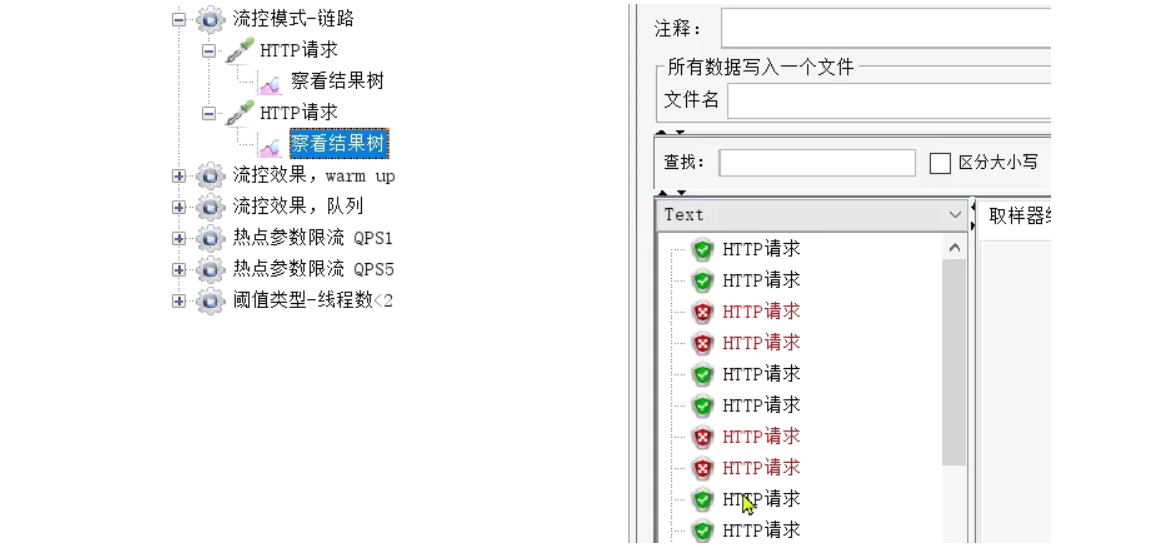 流控模式-链路
HTTP请求
察看结果树
HTTP请求
察看结果树
流控效果，warm up
流控效果，队列
热点参数限流 QPS1
热点参数限流 QPS5
阈值类型-线程数<2
注释：
所有数据写入一个文件
文件名
查找：
区分大小写
Text
取样器结
HTTP请求
HTTP请求
HTTP请求
HTTP请求
HTTP请求
HTTP请求
HTTP请求
HTTP请求
HTTP请求
HTTP请求